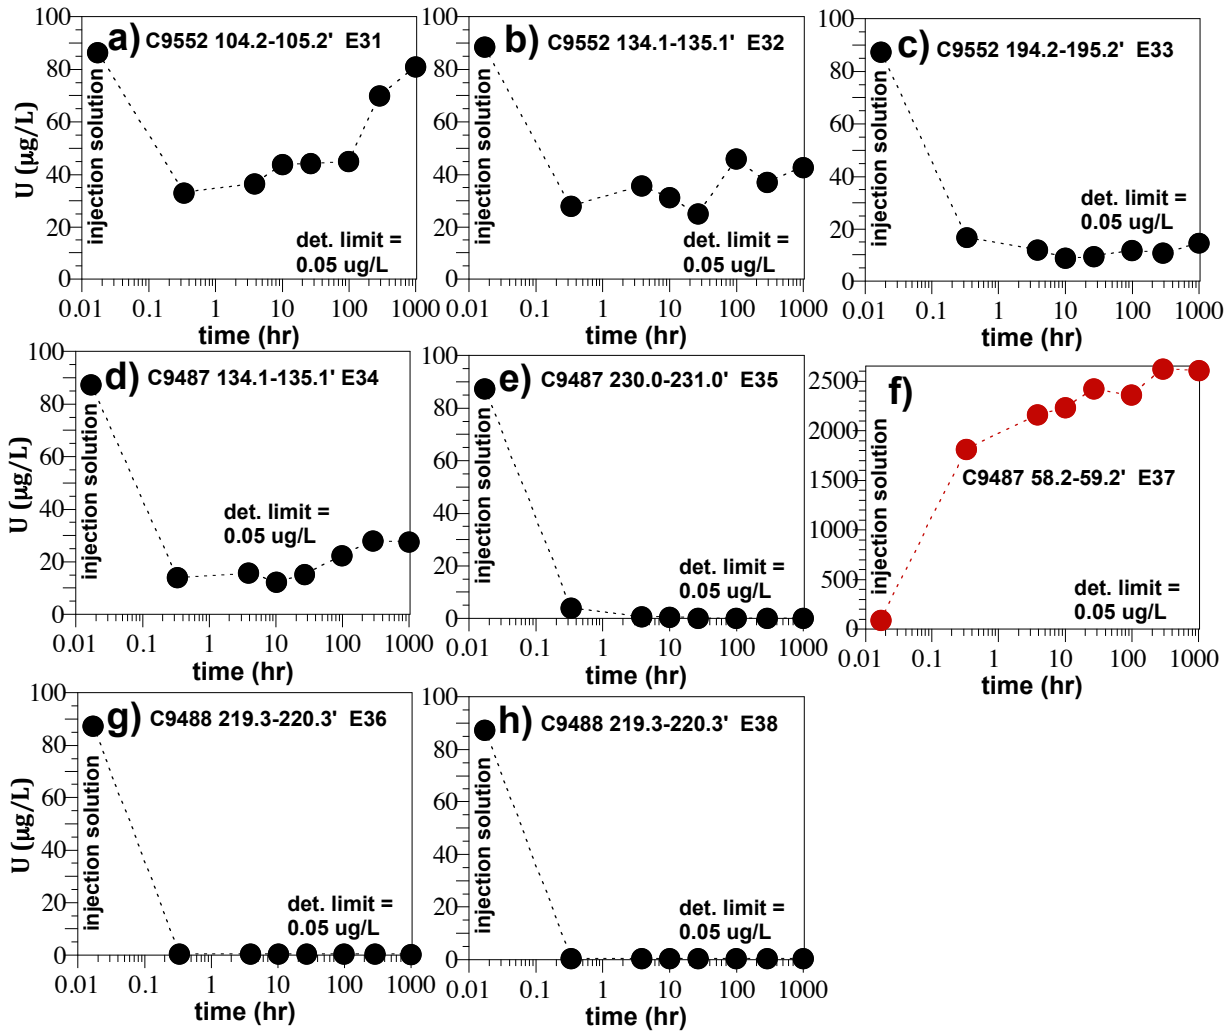 a) C9552 104.2-105.2' E31
U (µg/L)
100
80
60
40
20
0
injection solution
det. limit =
0.05 ug/L
0.01 0.1 1 10 100 1000
time (hr)
b) C9552 134.1-135.1' E32
100
80
60
40
20
0
injection solution
det. limit =
0.05 ug/L
0.01 0.1 1 10 100 1000
time (hr)
c) C9552 194.2-195.2' E33
100
80
60
40
20
0
injection solution
det. limit =
0.05 ug/L
0.01 0.1 1 10 100 1000
time (hr)
d) C9487 134.1-135.1' E34
U (µg/L)
100
80
60
40
20
0
injection solution
det. limit =
0.05 ug/L
0.01 0.1 1 10 100 1000
time (hr)
e) C9487 230.0-231.0' E35
100
80
60
40
20
0
injection solution
det. limit =
0.05 ug/L
0.01 0.1 1 10 100 1000
time (hr)
f)
2500
2000
1500
1000
500
0
injection solution
C9487 58.2-59.2' E37
det. limit =
0.05 ug/L
0.01 0.1 1 10 100 1000
time (hr)
g) C9488 219.3-220.3' E36
U (µg/L)
100
80
60
40
20
0
injection solution
det. limit =
0.05 ug/L
0.01 0.1 1 10 100 1000
time (hr)
h) C9488 219.3-220.3' E38
100
80
60
40
20
0
injection solution
det. limit =
0.05 ug/L
0.01 0.1 1 10 100 1000
time (hr)